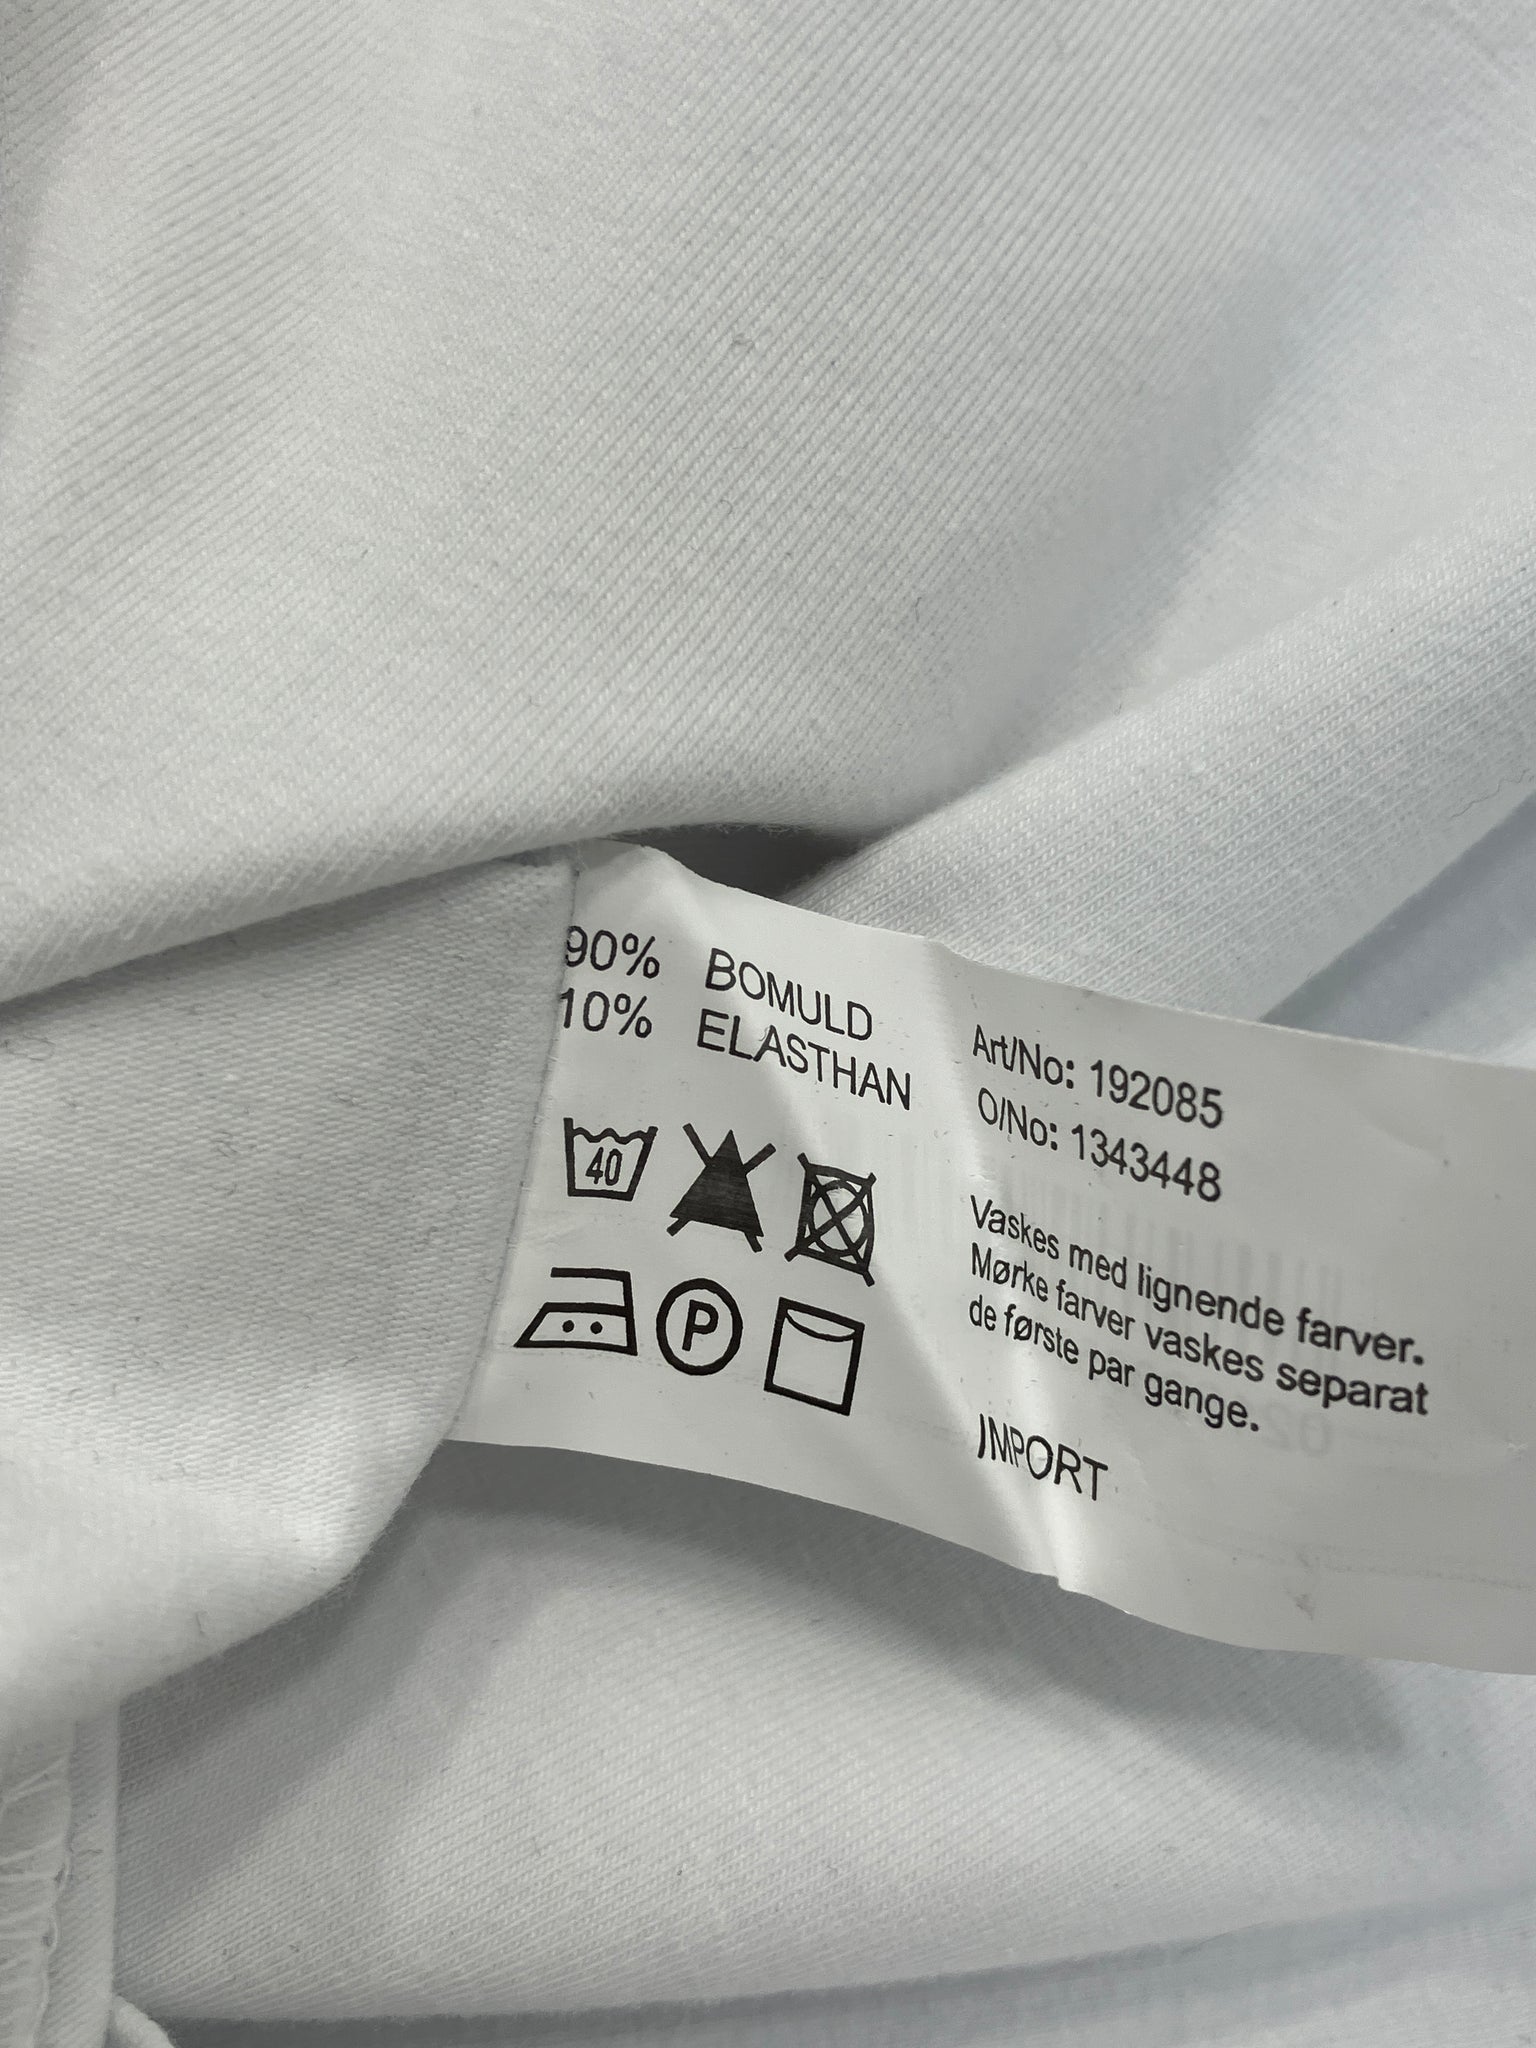 90% BOMULD
10% ELASTHAN
40
P
Art/No: 192085
O/No: 1343448
Vaskes med lignende farver.
Mørke farver vaskes separat
de første par gange.
IMPORT